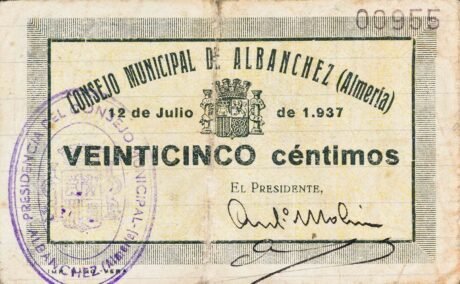 00955
CONSEJO MUNICIPAL DE ALBANCHEZ (Almería)
12 de Julio de 1.937
VEINTICINCO céntimos
EL PRESIDENTE,
PRESIDENCIA DEL CONSEJO MUNICIPAL
ALBANCHEZ (Almería)